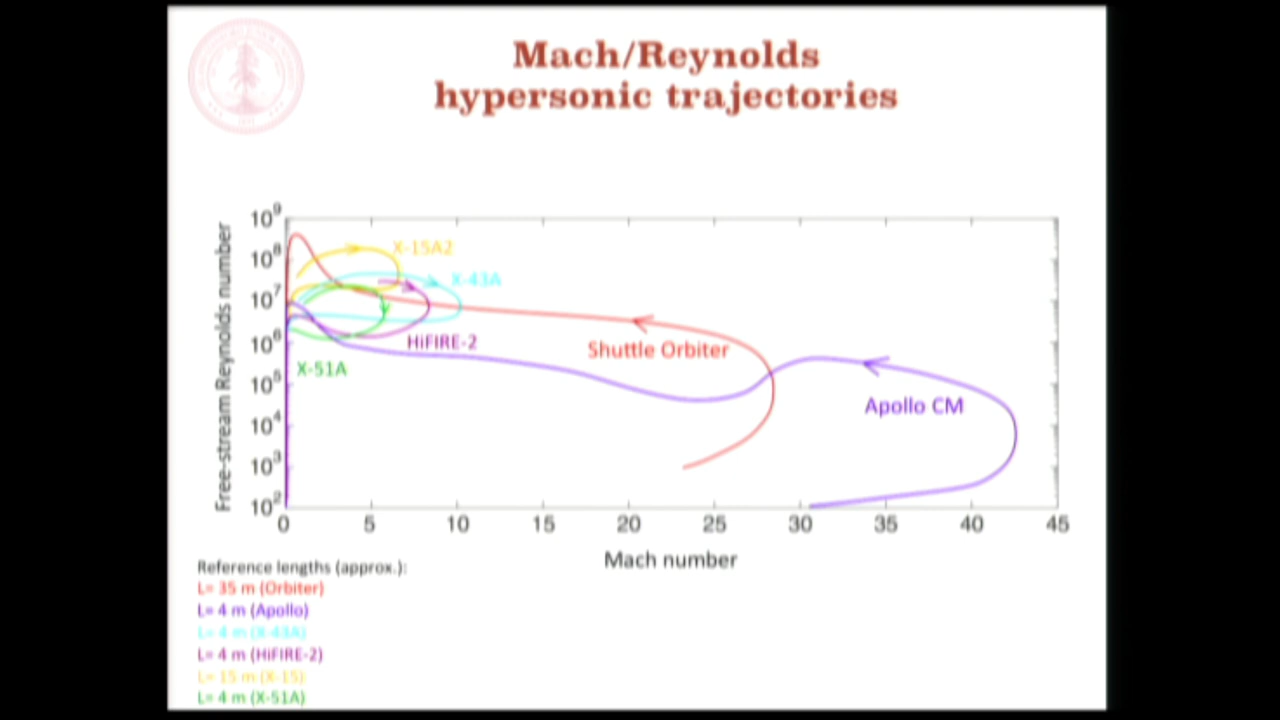 Mach/Reynolds
hypersonic trajectories
Free-stream Reynolds number
10⁹
10⁸
10⁷
10⁶
10⁵
10⁴
10³
10²
X-15A2
X-43A
HiFIRE-2
X-51A
Shuttle Orbiter
Apollo CM
0 5 10 15 20 25 30 35 40 45
Mach number
Reference lengths (approx.):
L= 35 m (Orbiter)
L= 4 m (Apollo)
L= 4 m (X-43A)
L= 4 m (HiFIRE-2)
L= 15 m (X-15)
L= 4 m (X-51A)